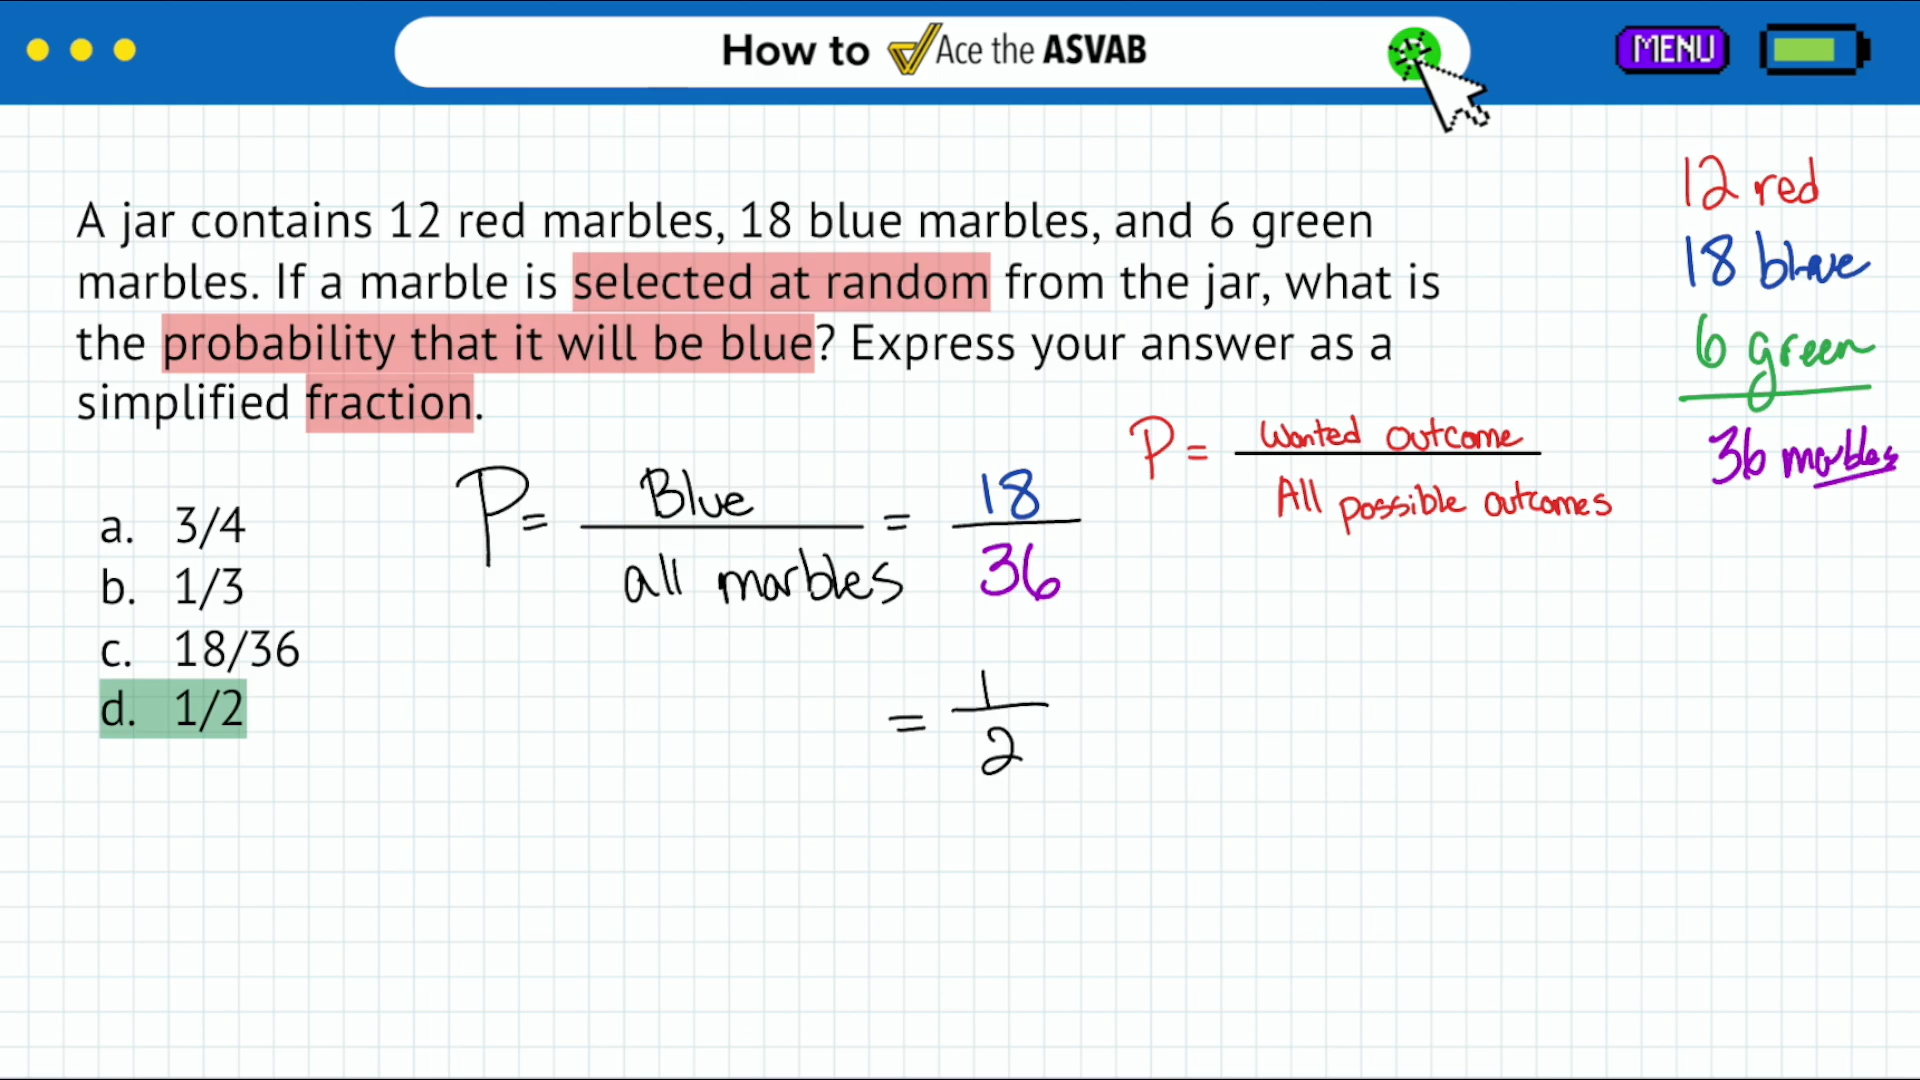 How to Ace the ASVAB
MENU
A jar contains 12 red marbles, 18 blue marbles, and 6 green
marbles. If a marble is selected at random from the jar, what is
the probability that it will be blue? Express your answer as a
simplified fraction.
12 red
18 blue
6 green
36 marbles
P = Wanted Outcome
All possible outcomes
a. 3/4
b. 1/3
c. 18/36
d. 1/2
P = Blue = 18
all marbles 36
= 1
2